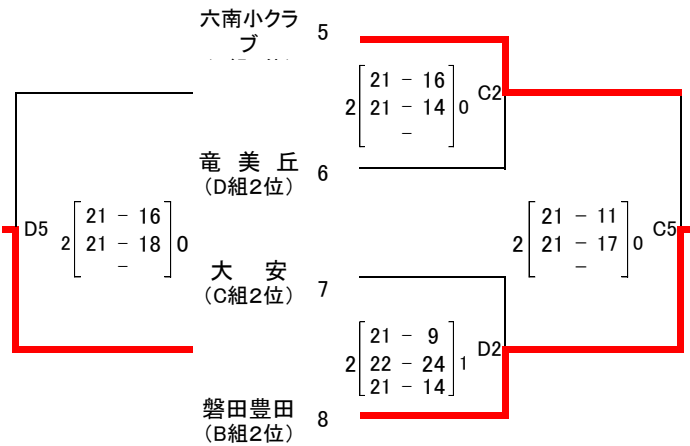 六南小クラ
ブ
5
21 - 16
2 21 - 14 0
-
C2
竜 美 丘
(D組2位)
6
21 - 16
2 21 - 18 0
-
D5
21 - 11
2 21 - 17 0
-
C5
大 安
(C組2位)
7
21 - 9
2 22 - 24 1
21 - 14
D2
磐田豊田
(B組2位)
8